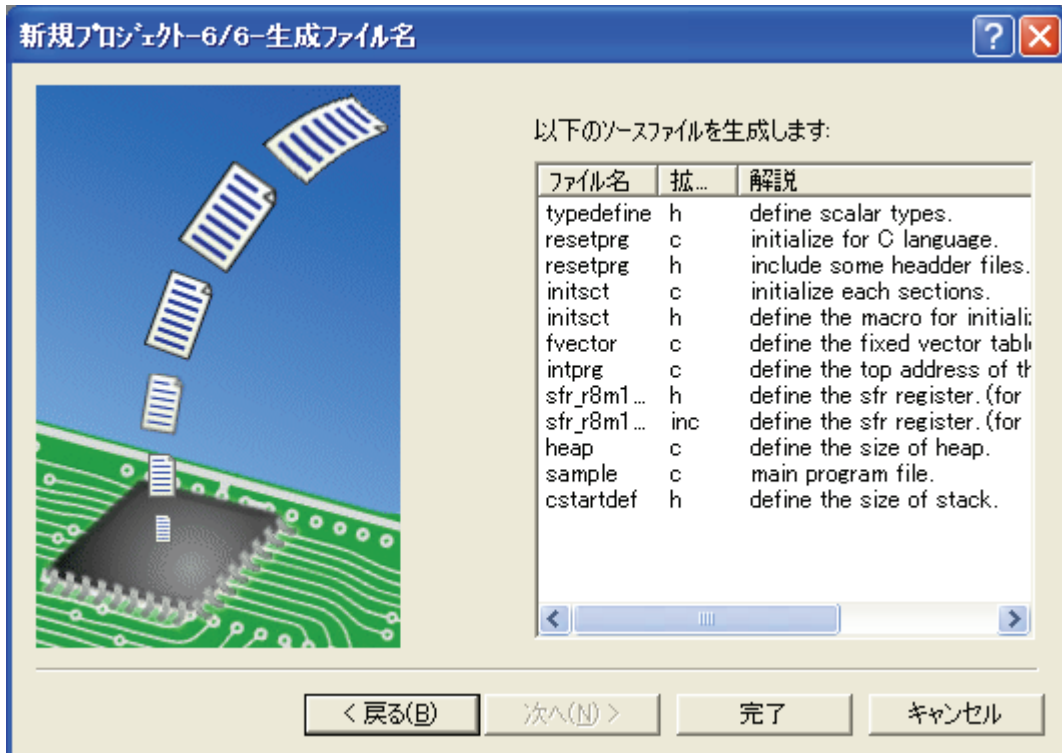 新規プロジェクト-6/6-生成ファイル名
以下のソースファイルを生成します:
ファイル名 拡... 解説
typedefine h define scalar types.
resetprg c initialize for C language.
resetprg h include some headder files.
initsct c initialize each sections.
initsct h define the macro for initiali
fvector c define the fixed vector tabl
intprg c define the top address of th
sfr_r8m1... h define the sfr register.(for
sfr_r8m1... inc define the sfr register.(for
heap c define the size of heap.
sample c main program file.
cstartdef h define the size of stack.
< 戻る(B) 次へ(N) > 完了 キャンセル